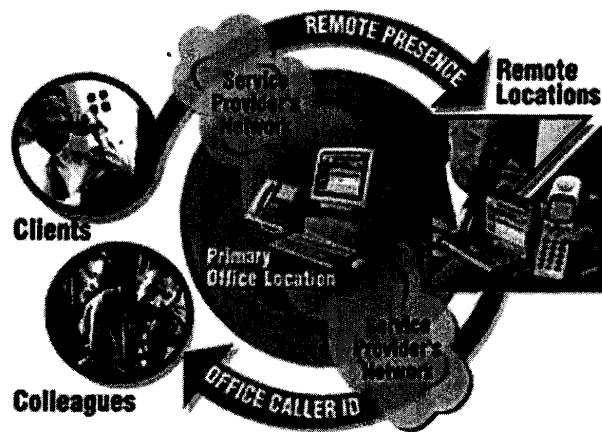 REMOTE PRESENCE
Remote
Locations
Service
Provider's
Network
Clients
Primary
Office Location
Service
Provider's
Network
OFFICE CALLER ID
Colleagues